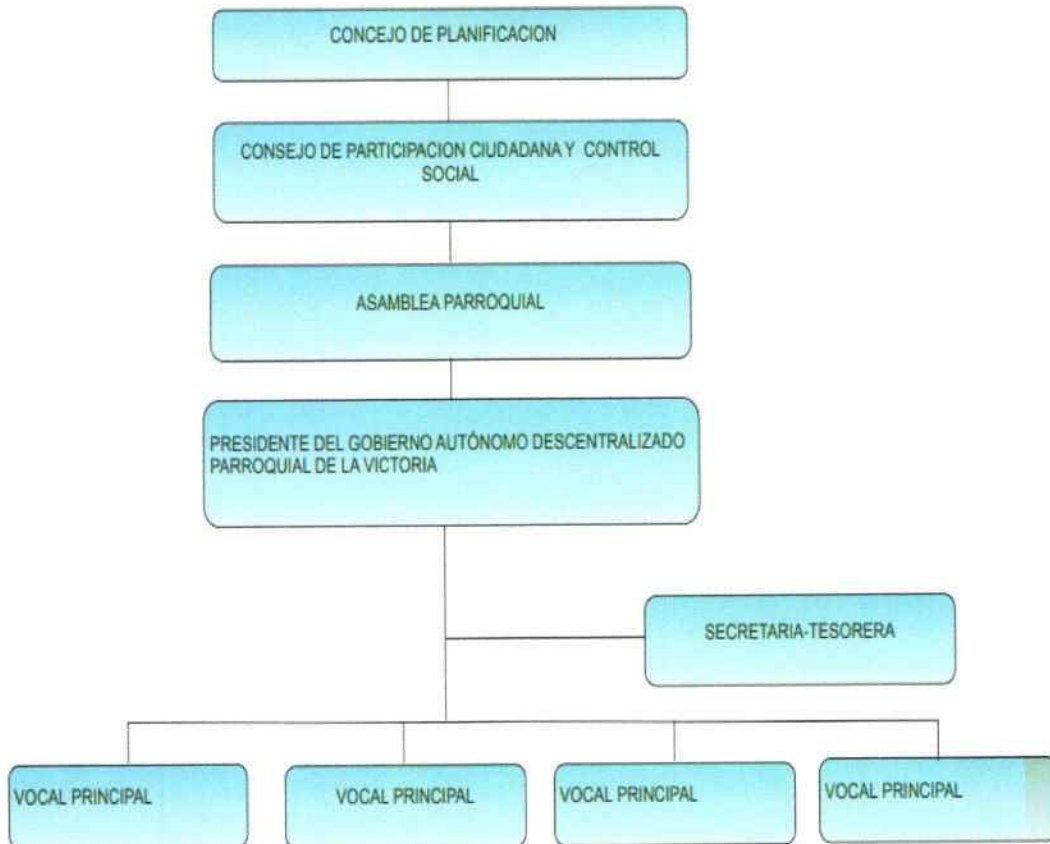 CONCEJO DE PLANIFICACION
CONSEJO DE PARTICIPACION CIUDADANA Y CONTROL
SOCIAL
ASAMBLEA PARROQUIAL
PRESIDENTE DEL GOBIERNO AUTÓNOMO DESCENTRALIZADO
PARROQUIAL DE LA VICTORIA
SECRETARIA-TESORERA
VOCAL PRINCIPAL
VOCAL PRINCIPAL
VOCAL PRINCIPAL
VOCAL PRINCIPAL